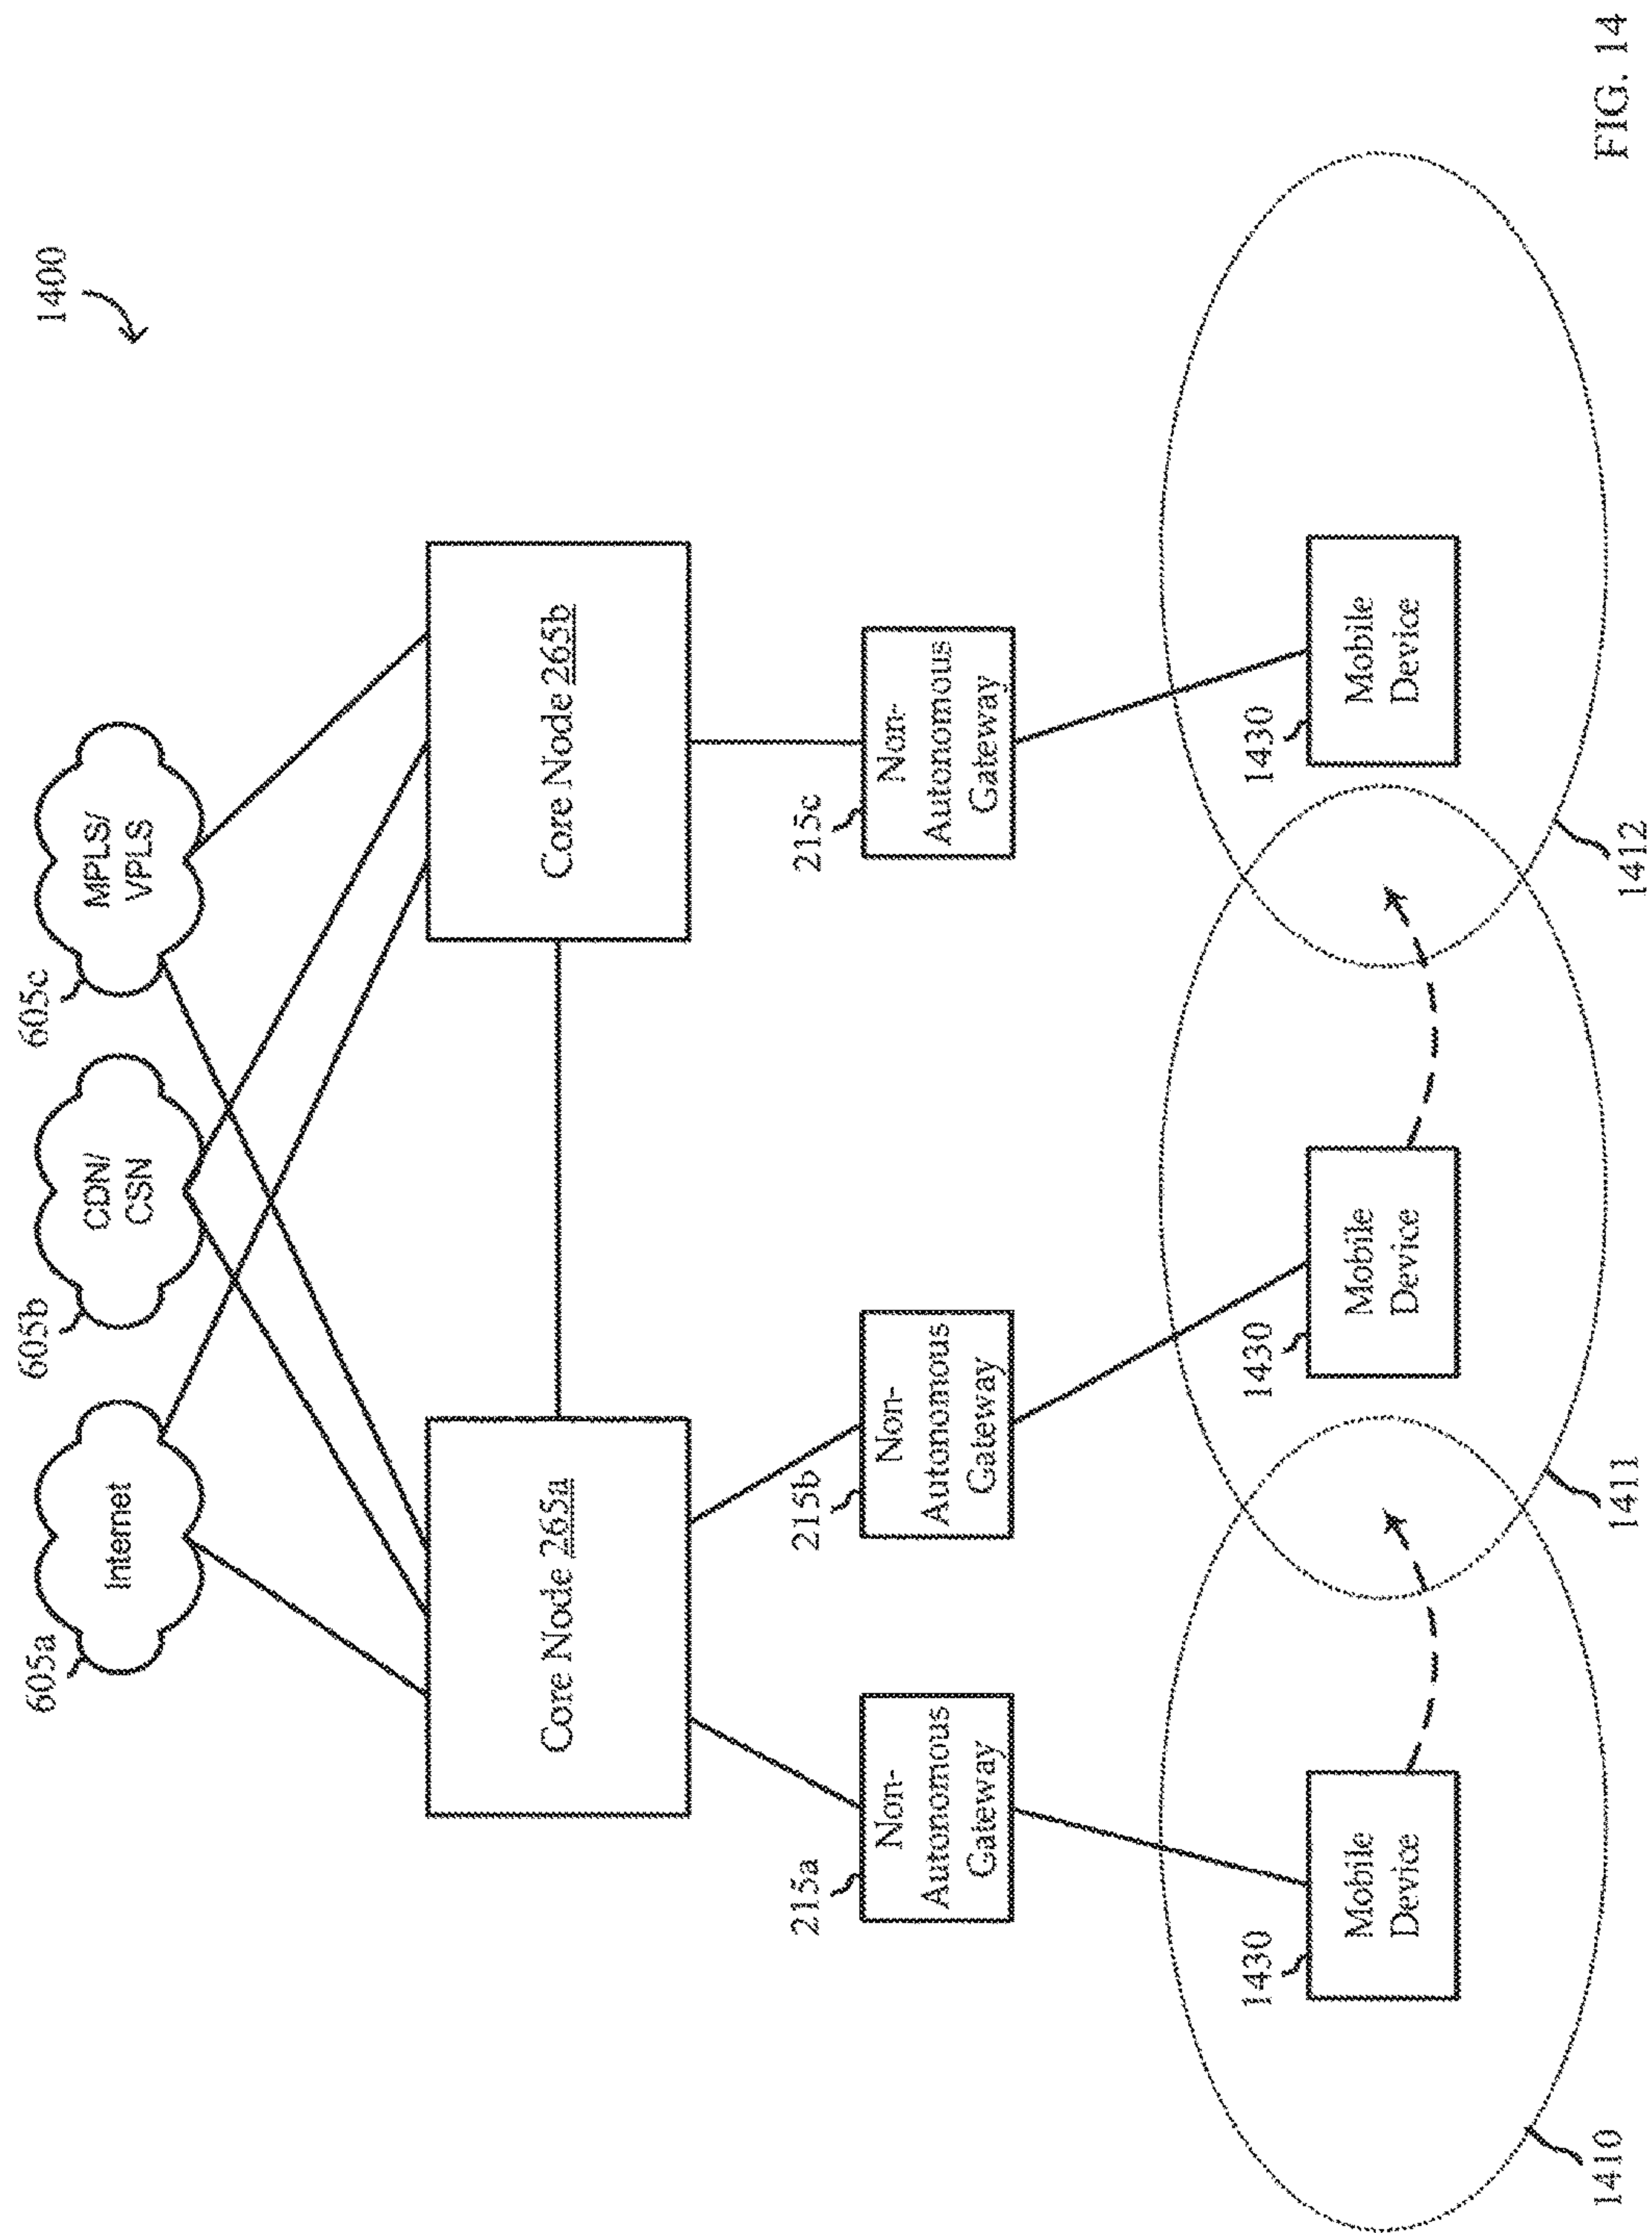 1400
605a
605b
605c
Internet
CDN/
CSN
MPLS/
VPLS
Core Node 265a
Core Node 265b
215a
Non-
Autonomous
Gateway
215b
Non-
Autonomous
Gateway
215c
Non-
Autonomous
Gateway
1430
Mobile
Device
1430
Mobile
Device
1430
Mobile
Device
1410
1411
1412
FIG. 14